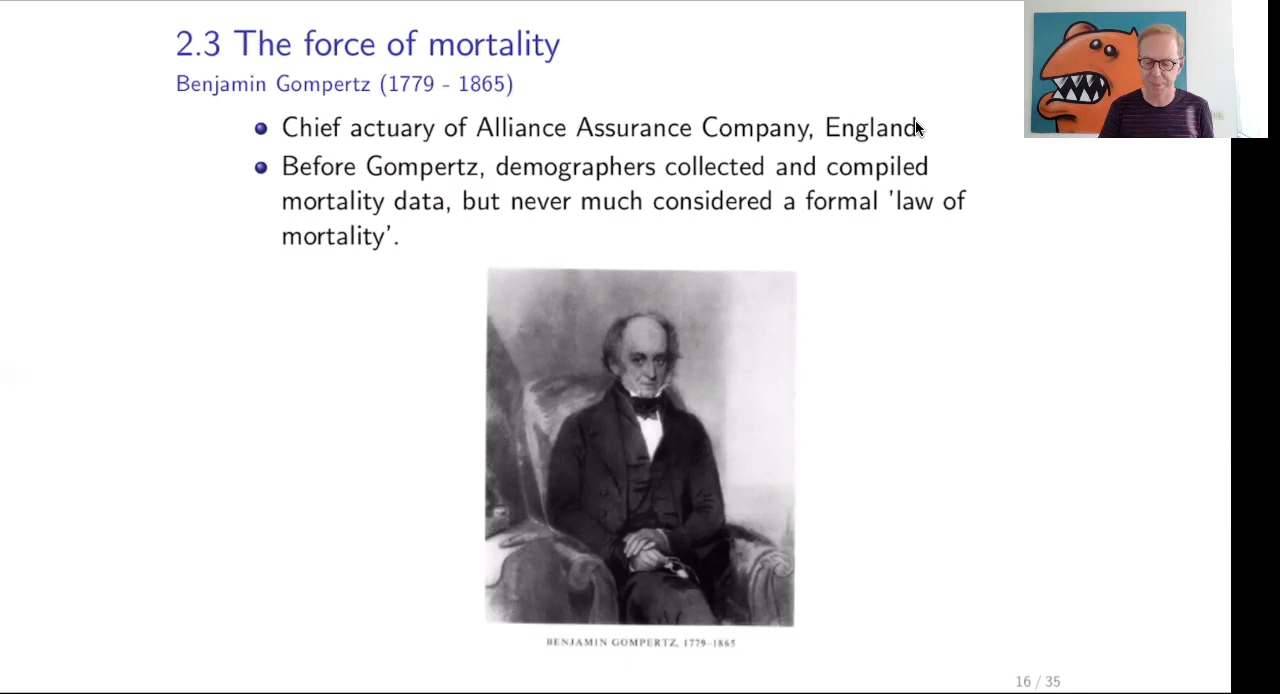 2.3 The force of mortality
Benjamin Gompertz (1779 - 1865)
Chief actuary of Alliance Assurance Company, England.
Before Gompertz, demographers collected and compiled
mortality data, but never much considered a formal 'law of
mortality'.
BENJAMIN GOMPERTZ, 1779–1865
16 / 35